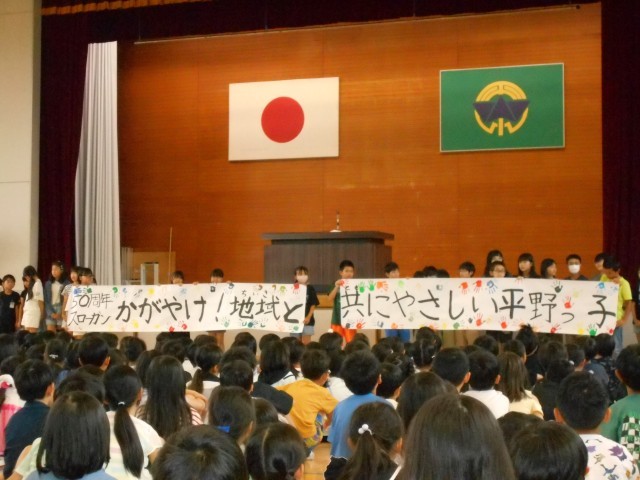 50周年
スローガン
かがやけ！地域と
共にやさしい平野っ子